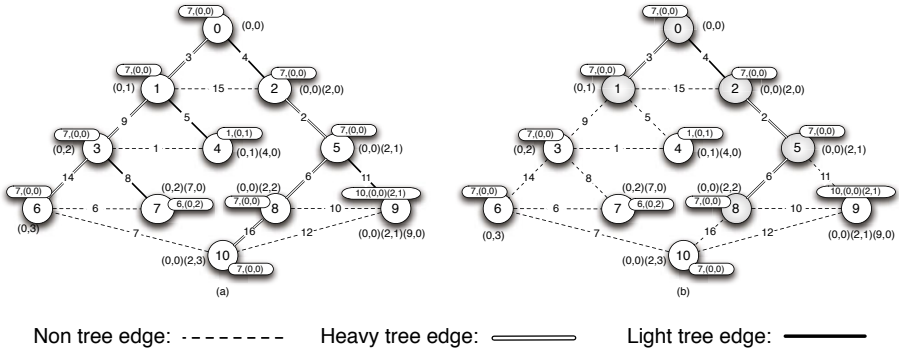 7,(0,0)
0 (0,0)
3 4
7,(0,0) 7,(0,0)
(0,1) 1 15 2 (0,0)(2,0)
9 5 2
7,(0,0) 1,(0,1) 7,(0,0)
(0,2) 3 1 4 (0,1)(4,0) 5 (0,0)(2,1)
14 8 6 11
7,(0,0) (0,2)(7,0) (0,0)(2,2) 10,(0,0)(2,1)
6 6 7 6,(0,2) 7,(0,0) 8 10 9
(0,3) 7 16 12 (0,0)(2,1)(9,0)
(0,0)(2,3) 10 7,(0,0)
(a)
7,(0,0)
0 (0,0)
3 4
7,(0,0) 7,(0,0)
(0,1) 1 15 2 (0,0)(2,0)
9 5 2
7,(0,0) 1,(0,1) 7,(0,0)
(0,2) 3 1 4 (0,1)(4,0) 5 (0,0)(2,1)
14 8 6 11
7,(0,0) (0,2)(7,0) (0,0)(2,2) 10,(0,0)(2,1)
6 6 7 6,(0,2) 7,(0,0) 8 10 9
(0,3) 7 16 12 (0,0)(2,1)(9,0)
(0,0)(2,3) 10 7,(0,0)
(b)
Non tree edge: Heavy tree edge: Light tree edge: